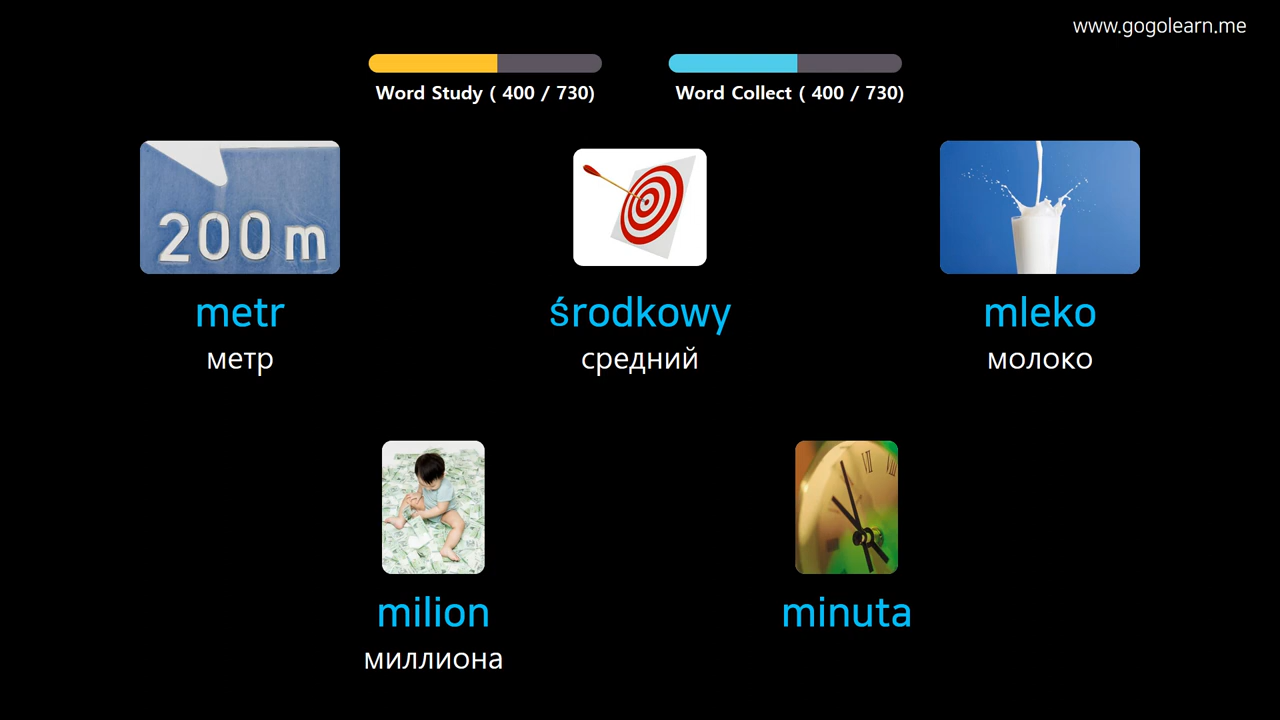 www.gogolearn.me
Word Study ( 400 / 730)
Word Collect ( 400 / 730)
200m
metr
środkowy
mleko
метр
средний
молоко
milion
minuta
миллиона